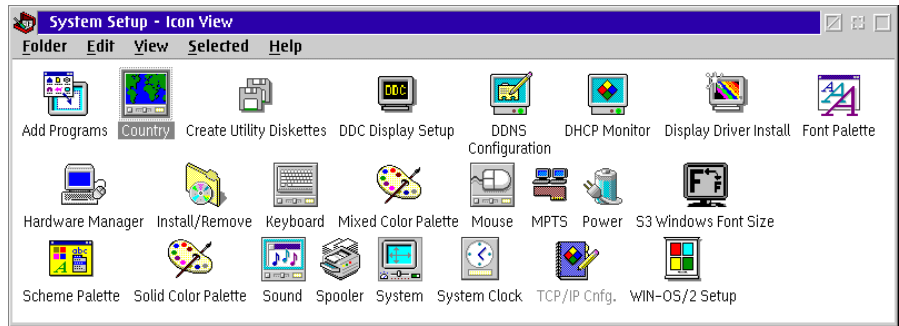 System Setup - Icon View
Folder Edit View Selected Help
DDC
Add Programs Country Create Utility Diskettes DDC Display Setup DDNS Configuration DHCP Monitor Display Driver Install Font Palette
F F
Hardware Manager Install/Remove Keyboard Mixed Color Palette Mouse MPTS Power S3 Windows Font Size
abc
A
Scheme Palette Solid Color Palette Sound Spooler System System Clock TCP/IP Cnfg. WIN-OS/2 Setup